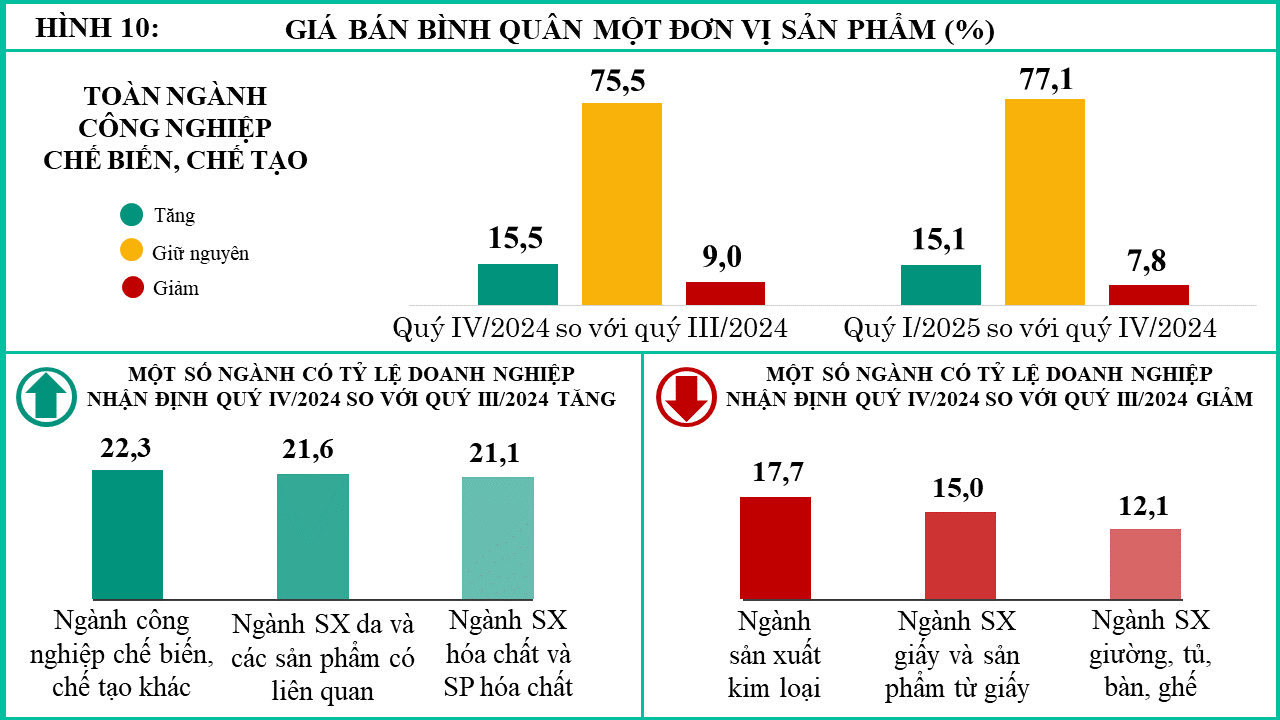 HÌNH 10:
GIÁ BÁN BÌNH QUÂN MỘT ĐƠN VỊ SẢN PHẨM (%)
TOÀN NGÀNH
CÔNG NGHIỆP
CHẾ BIẾN, CHẾ TẠO
Tăng
Giữ nguyên
Giảm
15,5
75,5
9,0
Quý IV/2024 so với quý III/2024
15,1
77,1
7,8
Quý I/2025 so với quý IV/2024
MỘT SỐ NGÀNH CÓ TỶ LỆ DOANH NGHIỆP
NHẬN ĐỊNH QUÝ IV/2024 SO VỚI QUÝ III/2024 TĂNG
22,3
21,6
21,1
Ngành công
nghiệp chế biến,
chế tạo khác
Ngành SX da và
các sản phẩm có
liên quan
Ngành SX
hóa chất và
SP hóa chất
MỘT SỐ NGÀNH CÓ TỶ LỆ DOANH NGHIỆP
NHẬN ĐỊNH QUÝ IV/2024 SO VỚI QUÝ III/2024 GIẢM
17,7
15,0
12,1
Ngành
sản xuất
kim loại
Ngành SX
giấy và sản
phẩm từ giấy
Ngành SX
giường, tủ,
bàn, ghế